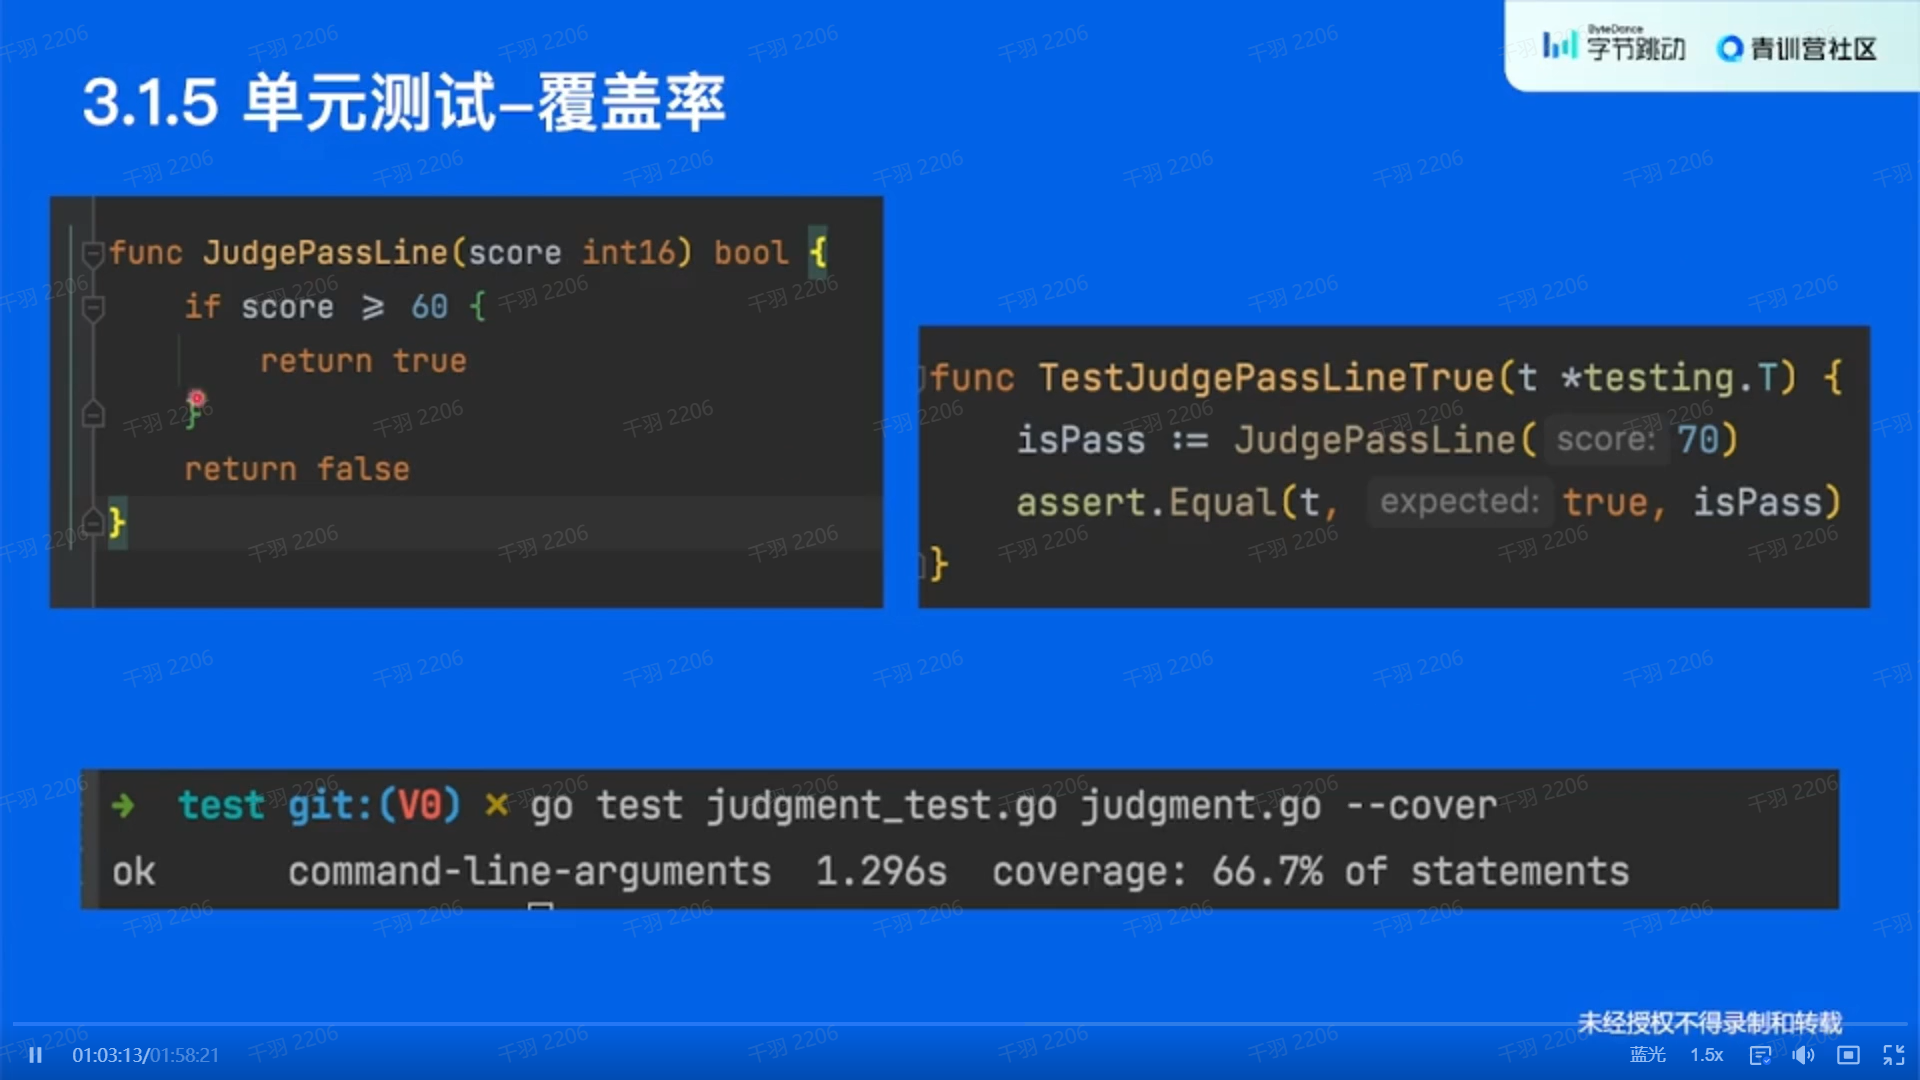 ByteDance
字节跳动 青训营社区
3.1.5 单元测试–覆盖率
func JudgePassLine(score int16) bool {
if score ≥ 60 {
return true
}
return false
}
func TestJudgePassLineTrue(t *testing.T) {
isPass := JudgePassLine( score: 70)
assert.Equal(t, expected: true, isPass)
}
→ test git:(V0) × go test judgment_test.go judgment.go --cover
ok command-line-arguments 1.296s coverage: 66.7% of statements
未经授权不得录制和转载
01:03:13/01:58:21 蓝光 1.5x
千羽 2206